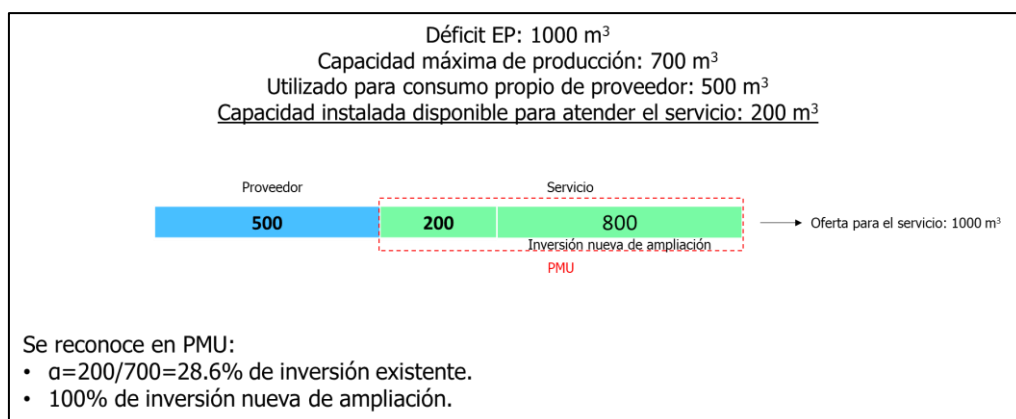 Déficit EP: 1000 m³
Capacidad máxima de producción: 700 m³
Utilizado para consumo propio de proveedor: 500 m³
Capacidad instalada disponible para atender el servicio: 200 m³
Proveedor Servicio
500 200 800 Oferta para el servicio: 1000 m³
Inversión nueva de ampliación
PMU
Se reconoce en PMU:
• α=200/700=28.6% de inversión existente.
• 100% de inversión nueva de ampliación.